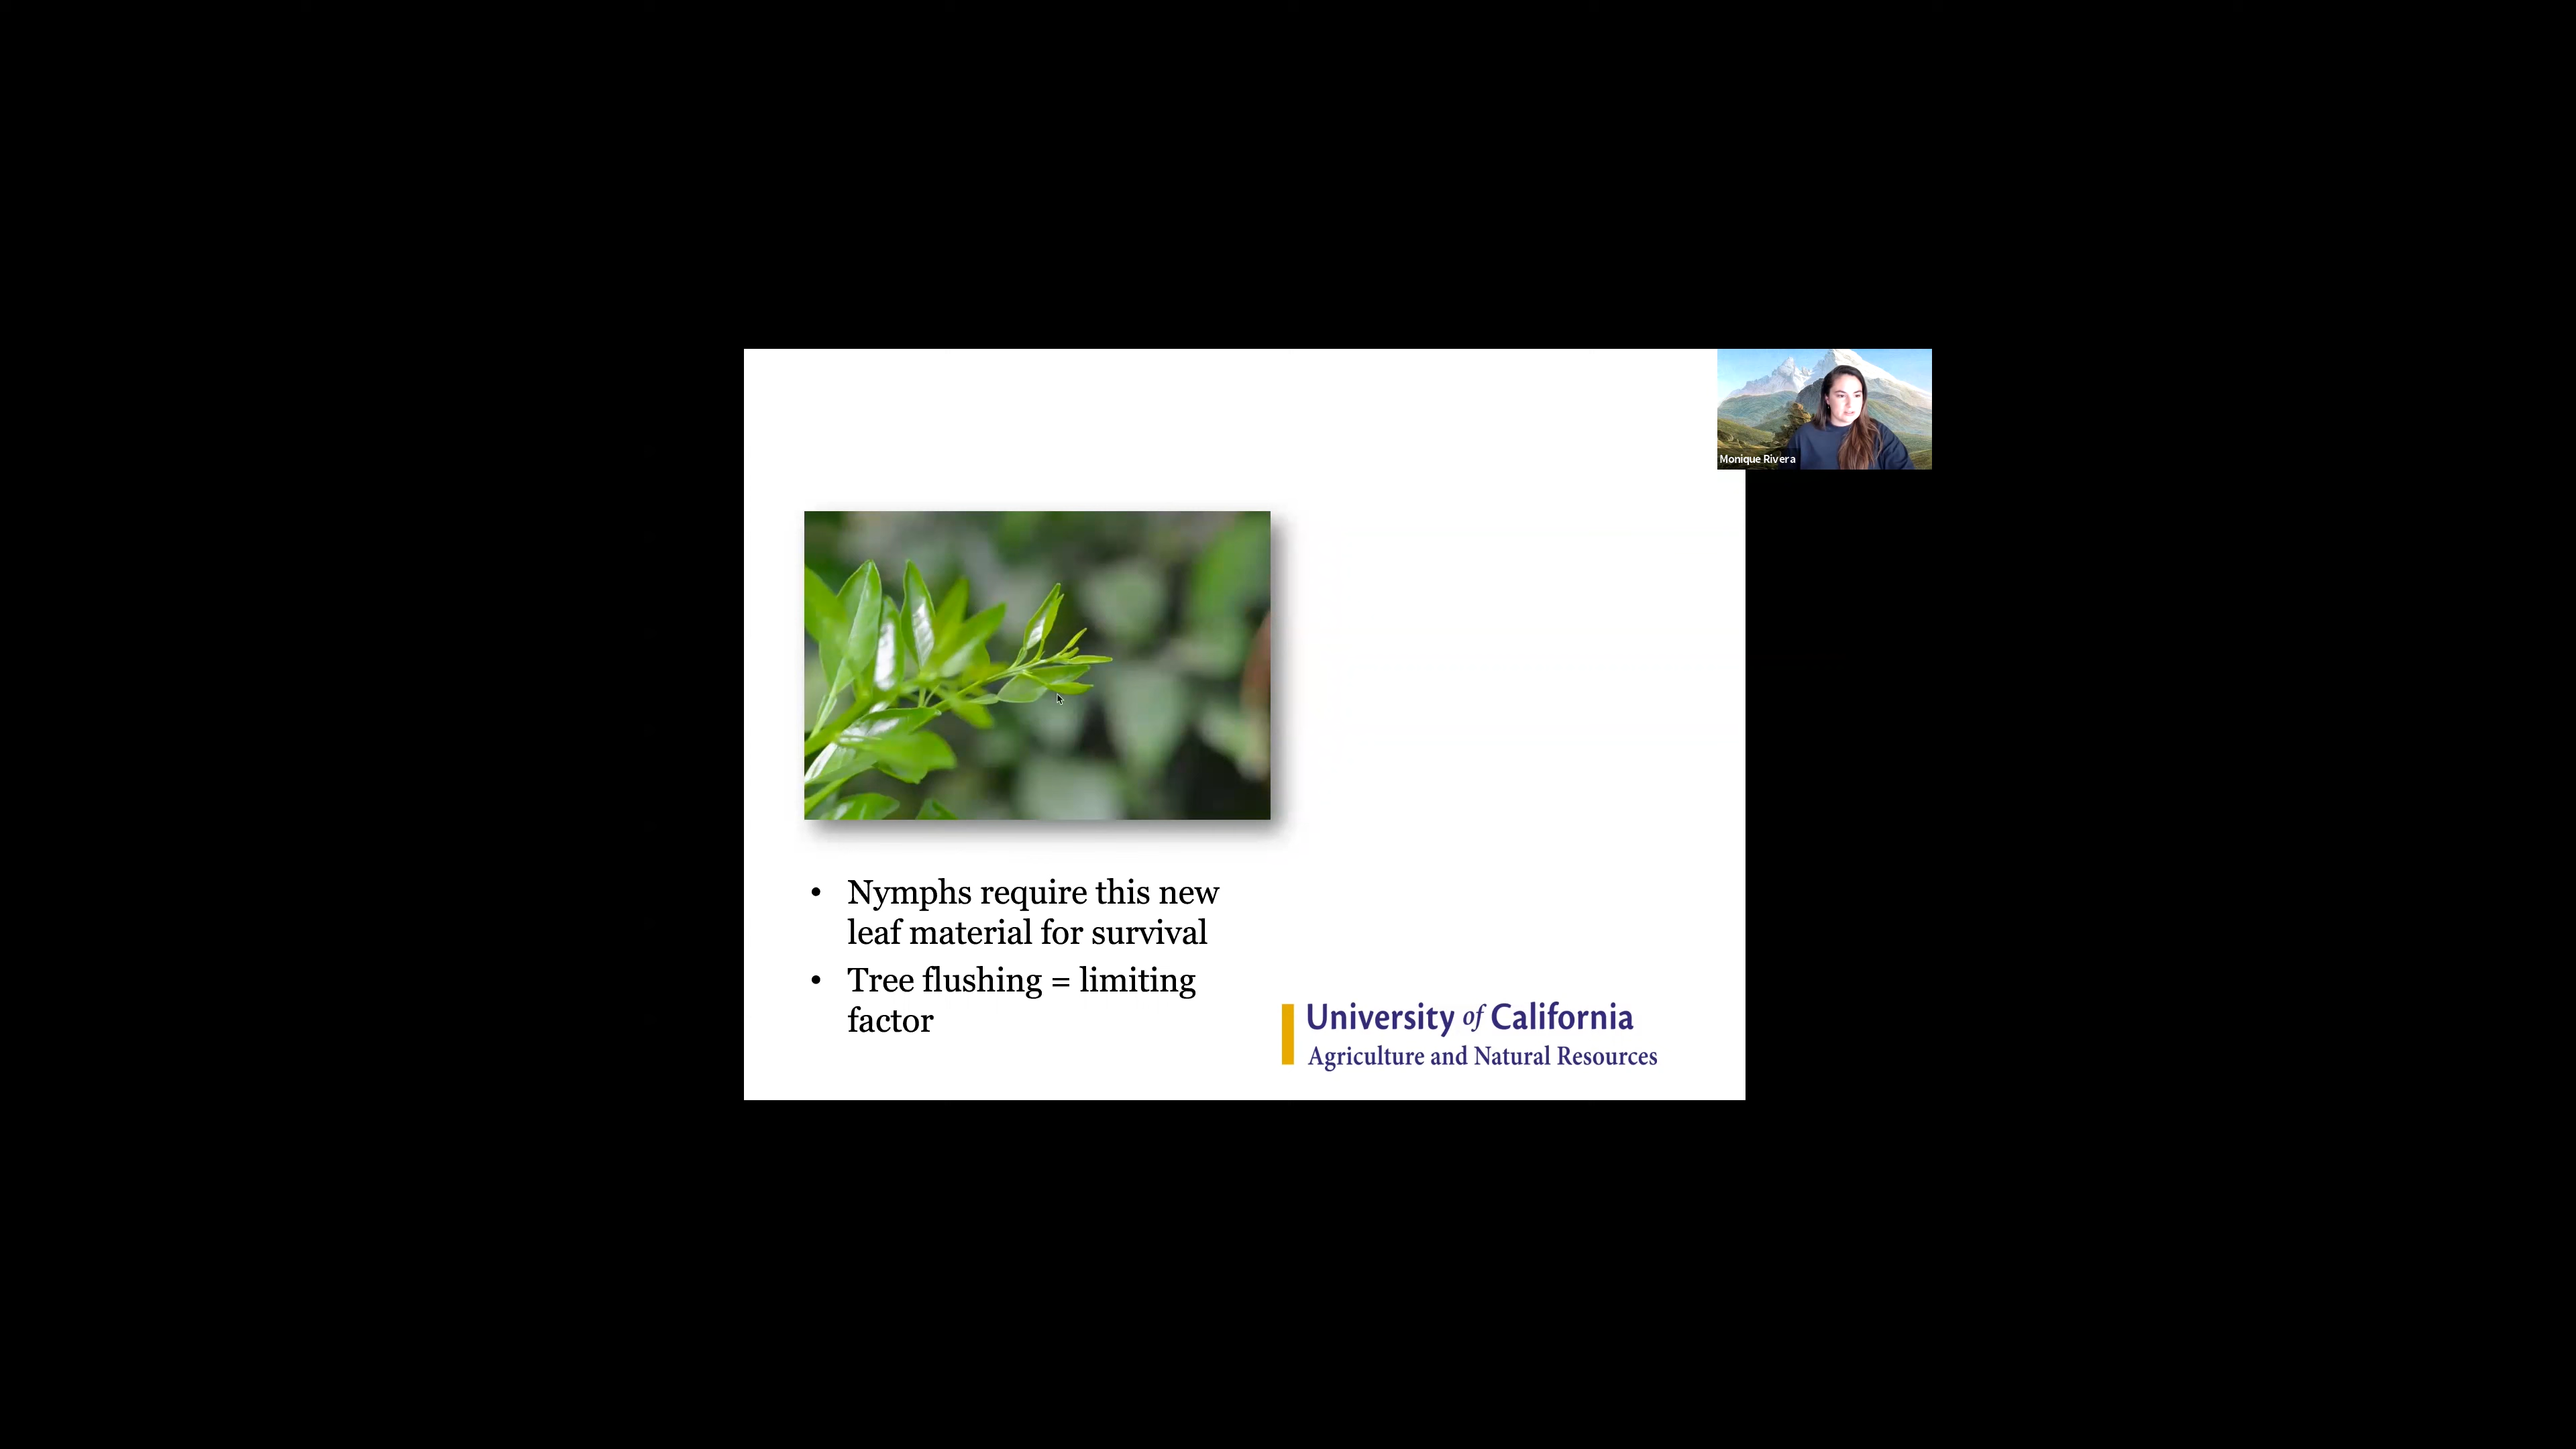 Monique Rivera
• Nymphs require this new
leaf material for survival
• Tree flushing = limiting
factor
University of California
Agriculture and Natural Resources